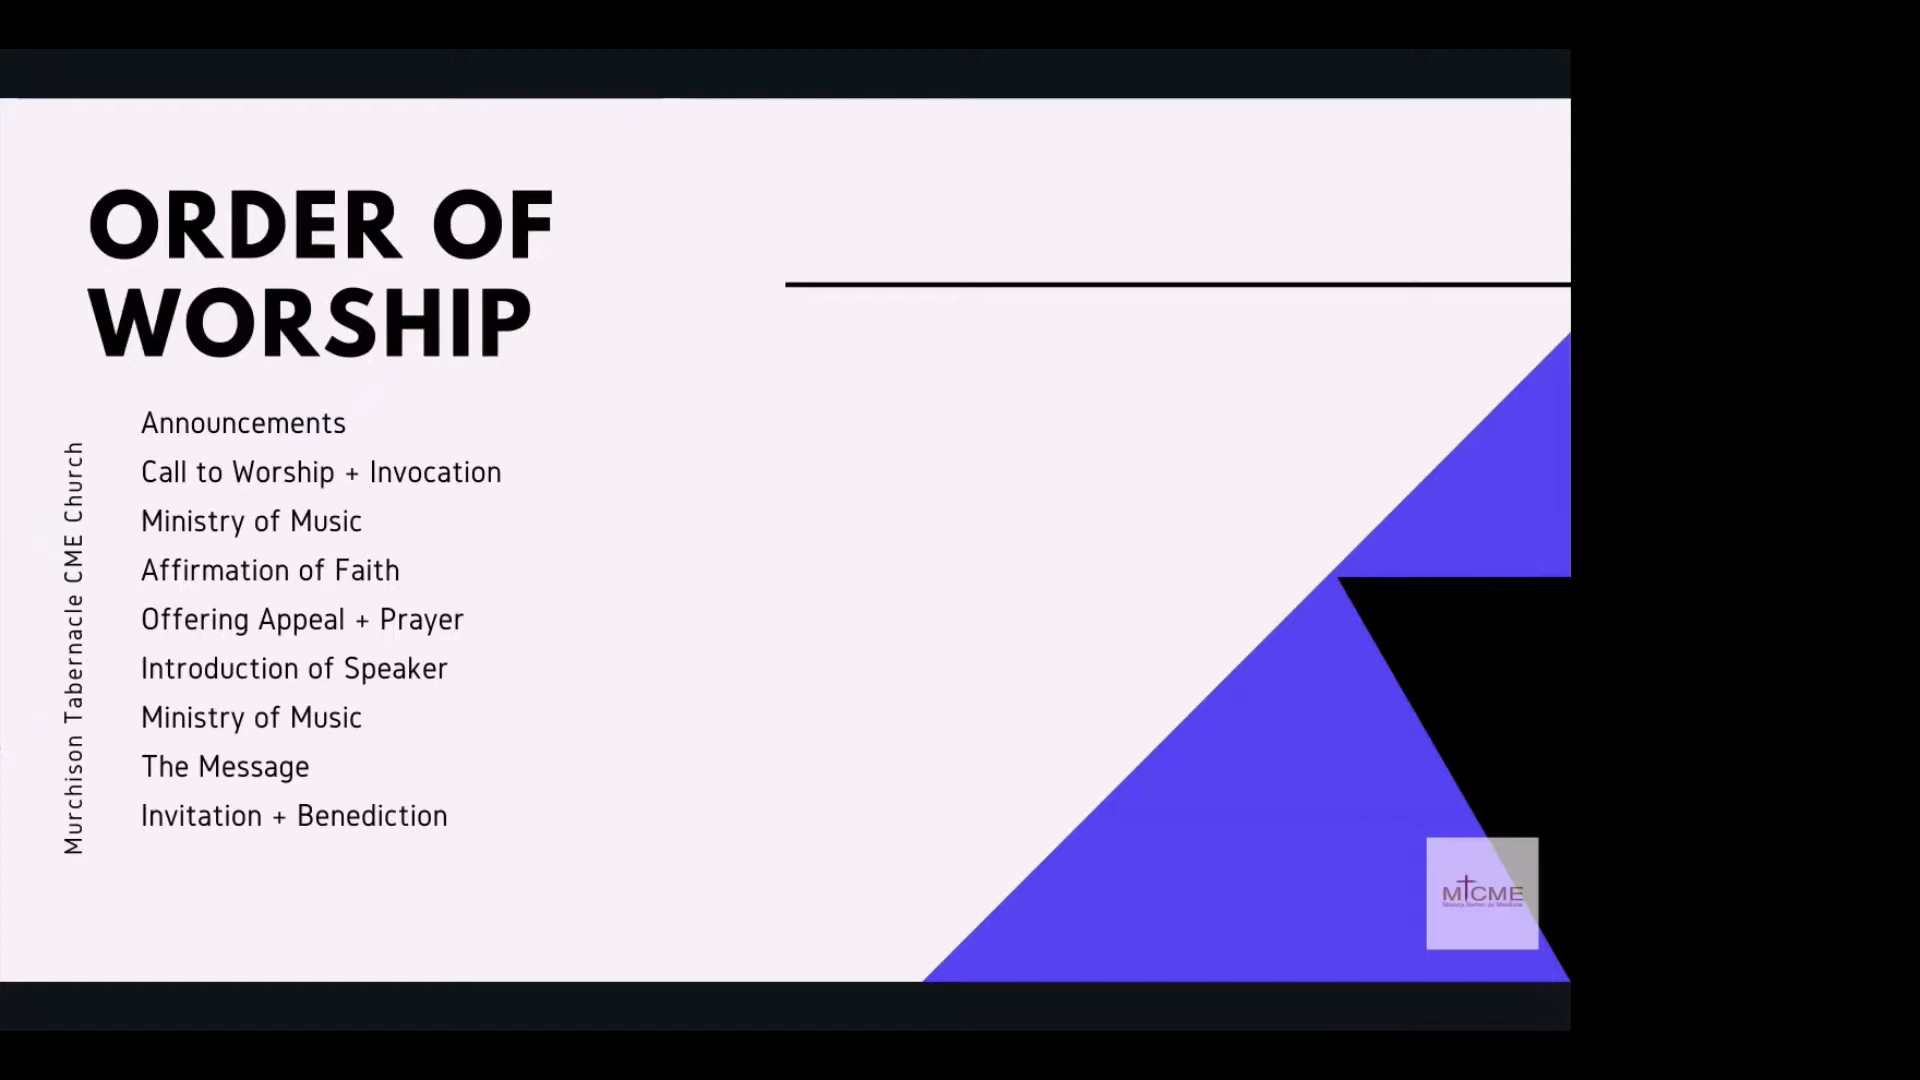 ORDER OF
WORSHIP
Announcements
Call to Worship + Invocation
Ministry of Music
Affirmation of Faith
Offering Appeal + Prayer
Introduction of Speaker
Ministry of Music
The Message
Invitation + Benediction
Murchison Tabernacle CME Church
MTCME